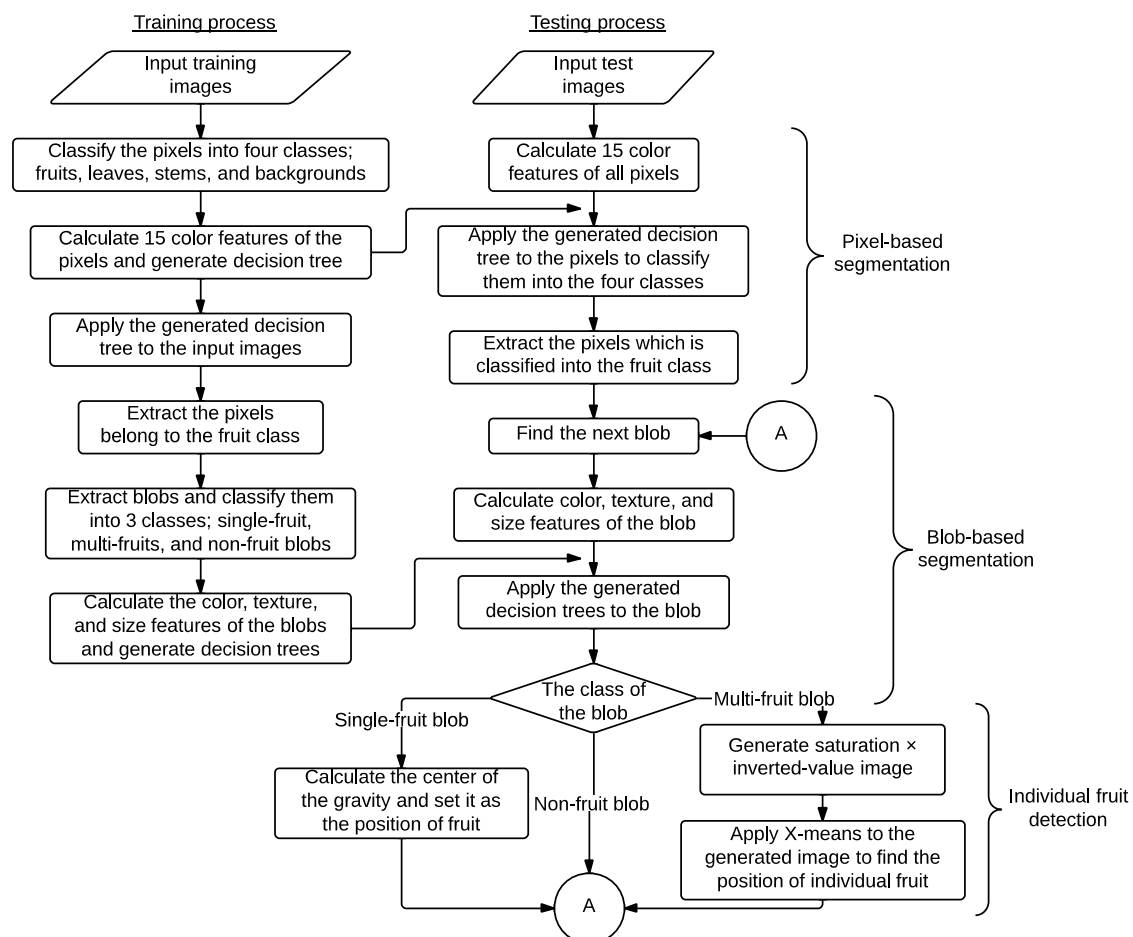 Training process
Input training
images
Classify the pixels into four classes;
fruits, leaves, stems, and backgrounds
Calculate 15 color features of the
pixels and generate decision tree
Apply the generated decision
tree to the input images
Extract the pixels
belong to the fruit class
Extract blobs and classify them
into 3 classes; single-fruit,
multi-fruits, and non-fruit blobs
Calculate the color, texture,
and size features of the blobs
and generate decision trees
Testing process
Input test
images
Calculate 15 color
features of all pixels
Apply the generated decision
tree to the pixels to classify
them into the four classes
Extract the pixels which is
classified into the fruit class
Find the next blob
A
Calculate color, texture, and
size features of the blob
Apply the generated
decision trees to the blob
The class of
the blob
Single-fruit blob
Calculate the center of
the gravity and set it as
the position of fruit
Non-fruit blob
Multi-fruit blob
Generate saturation ×
inverted-value image
Apply X-means to the
generated image to find the
position of individual fruit
A
Pixel-based
segmentation
Blob-based
segmentation
Individual fruit
detection